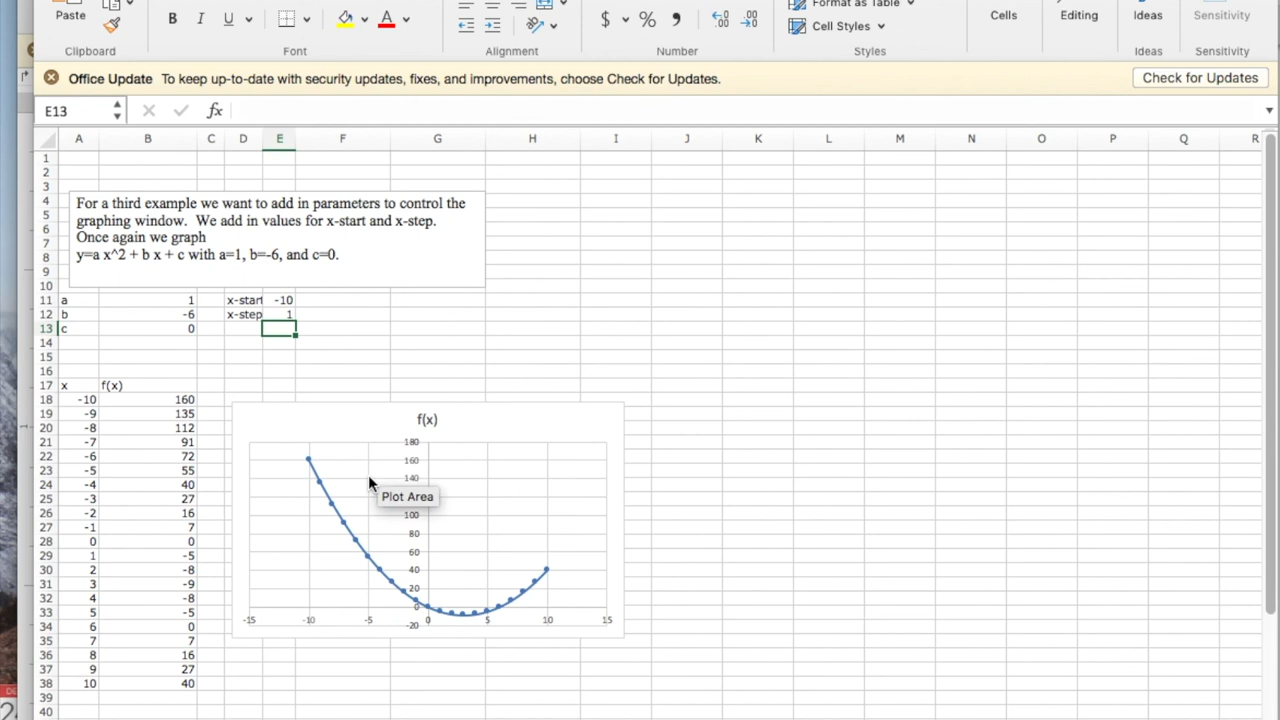 Paste
B I U A
$ % ,
Format as Table
Cell Styles
Cells
Editing
Ideas
Sensitivity
Clipboard Font Alignment Number Styles Ideas Sensitivity
Office Update To keep up-to-date with security updates, fixes, and improvements, choose Check for Updates. Check for Updates
E13 fx
A B C D E F G H I J K L M N O P Q R
1
2
3
4
5
6
7
8
9
10
For a third example we want to add in parameters to control the
graphing window. We add in values for x-start and x-step.
Once again we graph
y=a x^2 + b x + c with a=1, b=-6, and c=0.
11 a 1 x-start -10
12 b -6 x-step 1
13 c 0
14
15
16
17 x f(x)
18 -10 160
19 -9 135
20 -8 112
21 -7 91
22 -6 72
23 -5 55
24 -4 40
25 -3 27
26 -2 16
27 -1 7
28 0 0
29 1 -5
30 2 -8
31 3 -9
32 4 -8
33 5 -5
34 6 0
35 7 7
36 8 16
37 9 27
38 10 40
39
40
f(x)
180
160
140
Plot Area
100
80
60
40
20
0
-20
-15 -10 -5 0 5 10 15